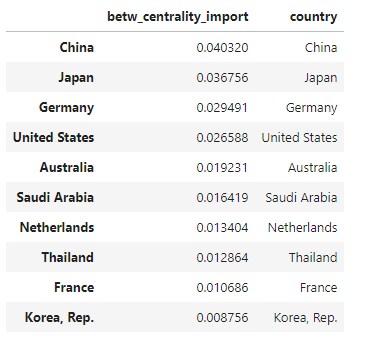 betw_centrality_import country
China 0.040320 China
Japan 0.036756 Japan
Germany 0.029491 Germany
United States 0.026588 United States
Australia 0.019231 Australia
Saudi Arabia 0.016419 Saudi Arabia
Netherlands 0.013404 Netherlands
Thailand 0.012864 Thailand
France 0.010686 France
Korea, Rep. 0.008756 Korea, Rep.